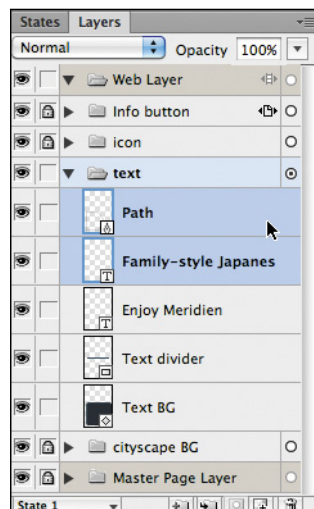 States Layers
Normal Opacity 100%
Web Layer
Info button
icon
text
Path
T Family-style Japanes
T Enjoy Meridien
Text divider
Text BG
cityscape BG
Master Page Layer
State 1